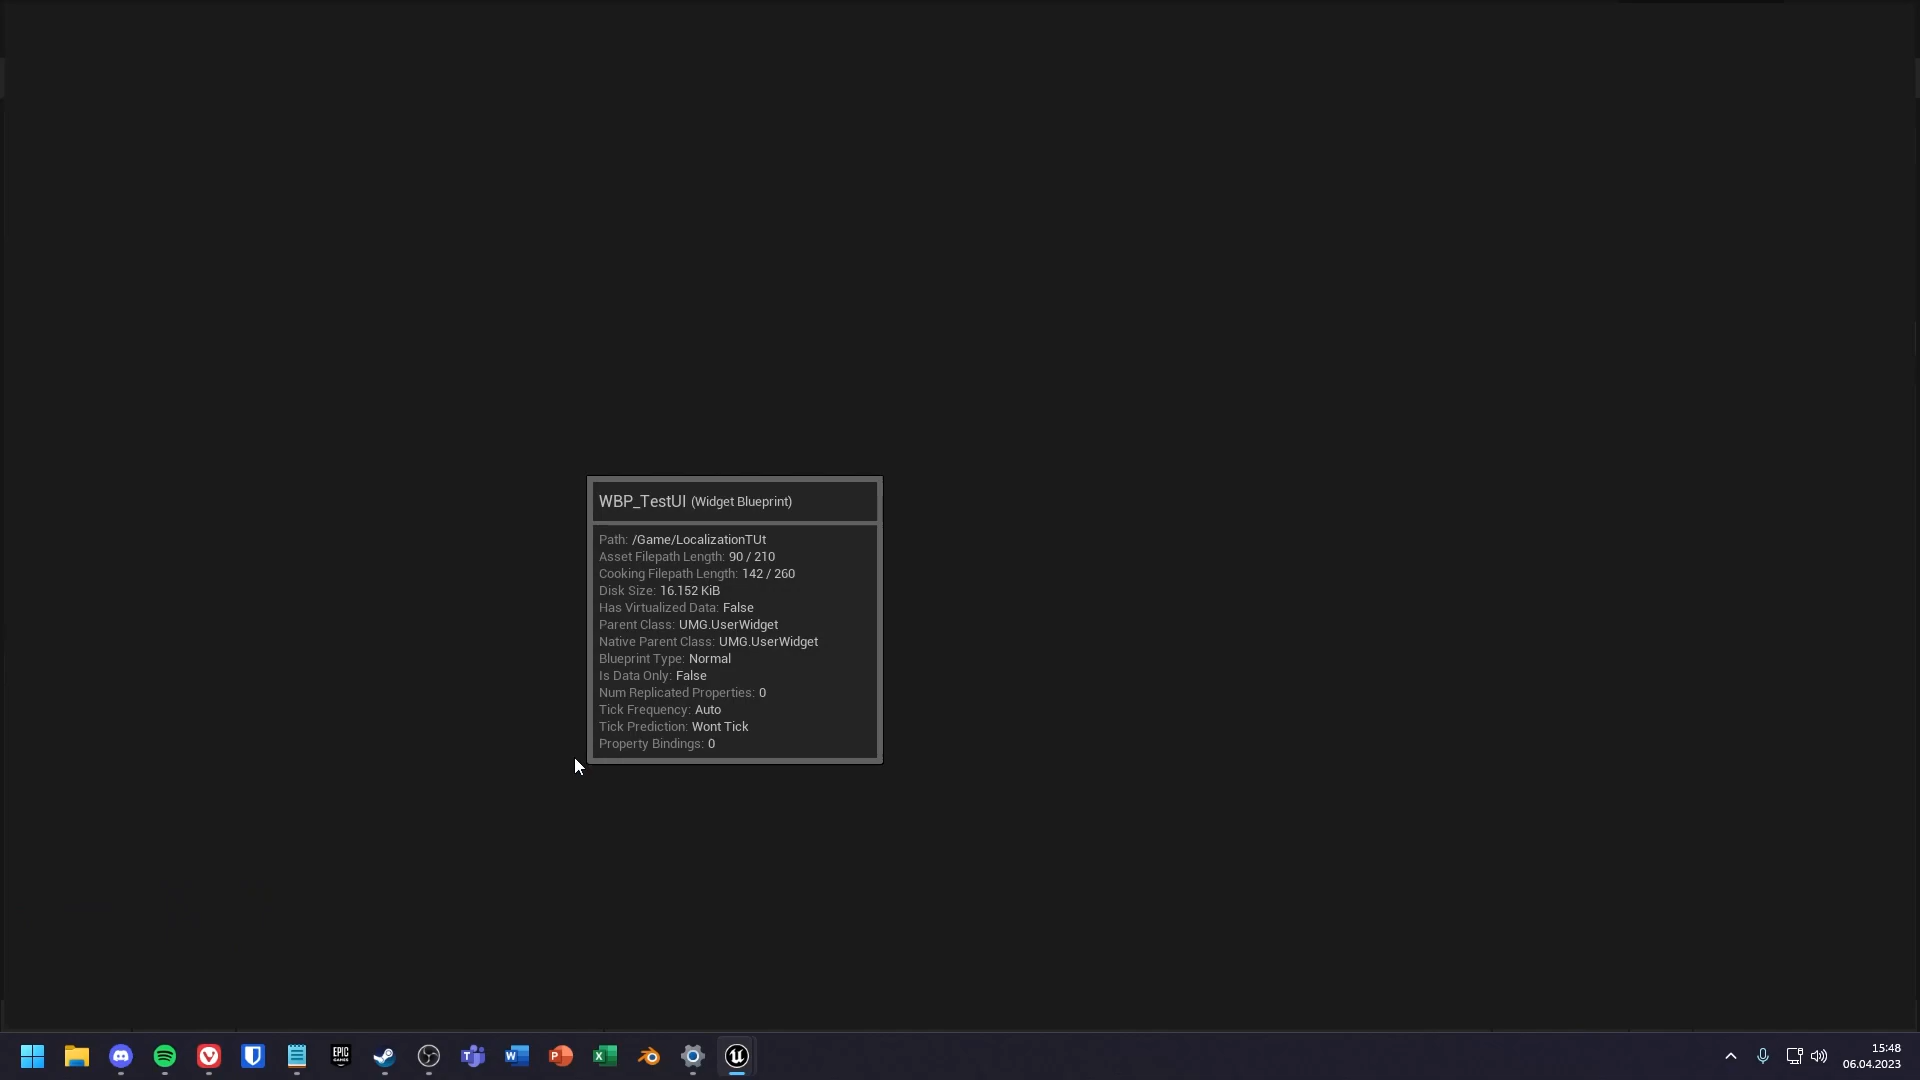 WBP_TestUI (Widget Blueprint)
Path: /Game/LocalizationTUt
Asset Filepath Length: 90 / 210
Cooking Filepath Length: 142 / 260
Disk Size: 16.152 KiB
Has Virtualized Data: False
Parent Class: UMG.UserWidget
Native Parent Class: UMG.UserWidget
Blueprint Type: Normal
Is Data Only: False
Num Replicated Properties: 0
Tick Frequency: Auto
Tick Prediction: Wont Tick
Property Bindings: 0
EPIC
GAMES
15:48
06.04.2023